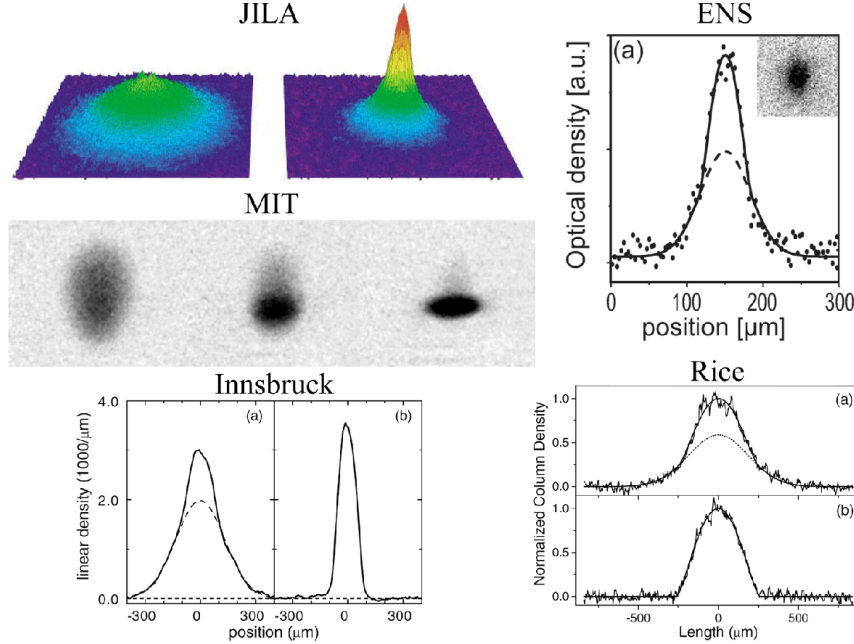 JILA
ENS
(a)
Optical density [a.u.]
0 100 200 300
position [µm]
MIT
Innsbruck
4.0
2.0
0.0
linear density (1000/µm)
(a)
(b)
-400 0 -300 0 300
position (µm)
Rice
Normalized Column Density
1.0
0.5
0.0
(a)
1.0
0.5
0.0
(b)
-500 0 500
Length (µm)